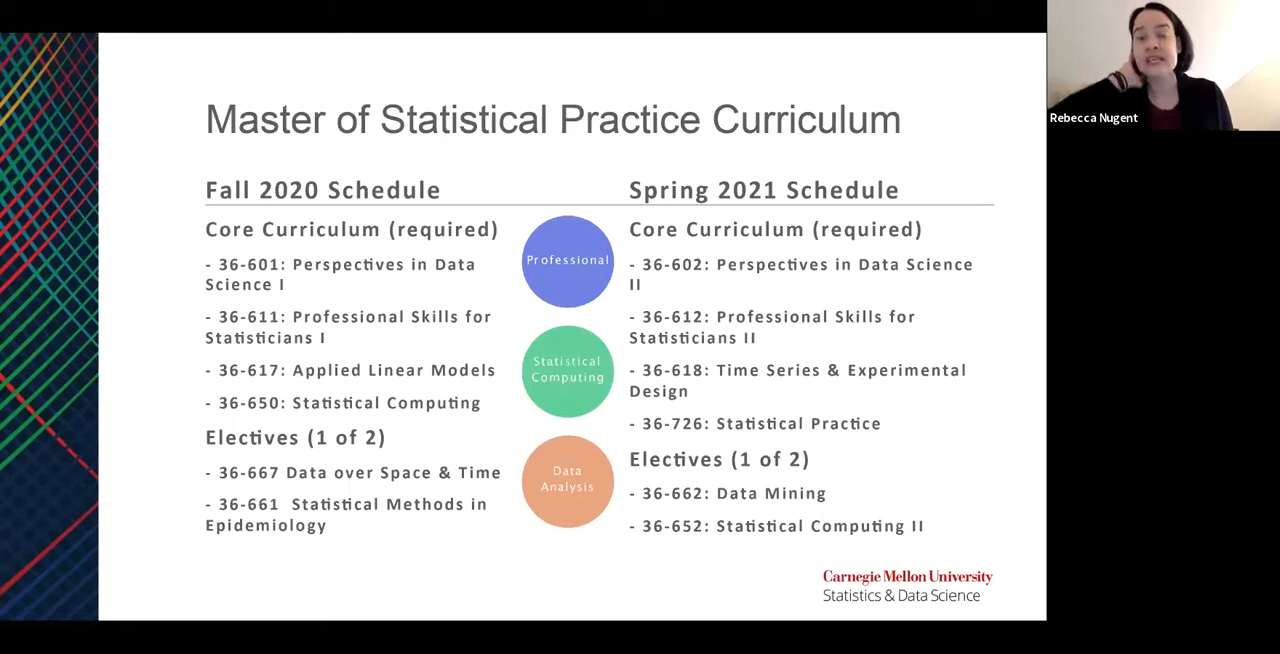 Master of Statistical Practice Curriculum
Fall 2020 Schedule
Core Curriculum (required)
- 36-601: Perspectives in Data
Science I
- 36-611: Professional Skills for
Statisticians I
- 36-617: Applied Linear Models
- 36-650: Statistical Computing
Electives (1 of 2)
- 36-667 Data over Space & Time
- 36-661 Statistical Methods in
Epidemiology
Professional
Statistical
Computing
Data
Analysis
Spring 2021 Schedule
Core Curriculum (required)
- 36-602: Perspectives in Data Science
II
- 36-612: Professional Skills for
Statisticians II
- 36-618: Time Series & Experimental
Design
- 36-726: Statistical Practice
Electives (1 of 2)
- 36-662: Data Mining
- 36-652: Statistical Computing II
Carnegie Mellon University
Statistics & Data Science
Rebecca Nugent